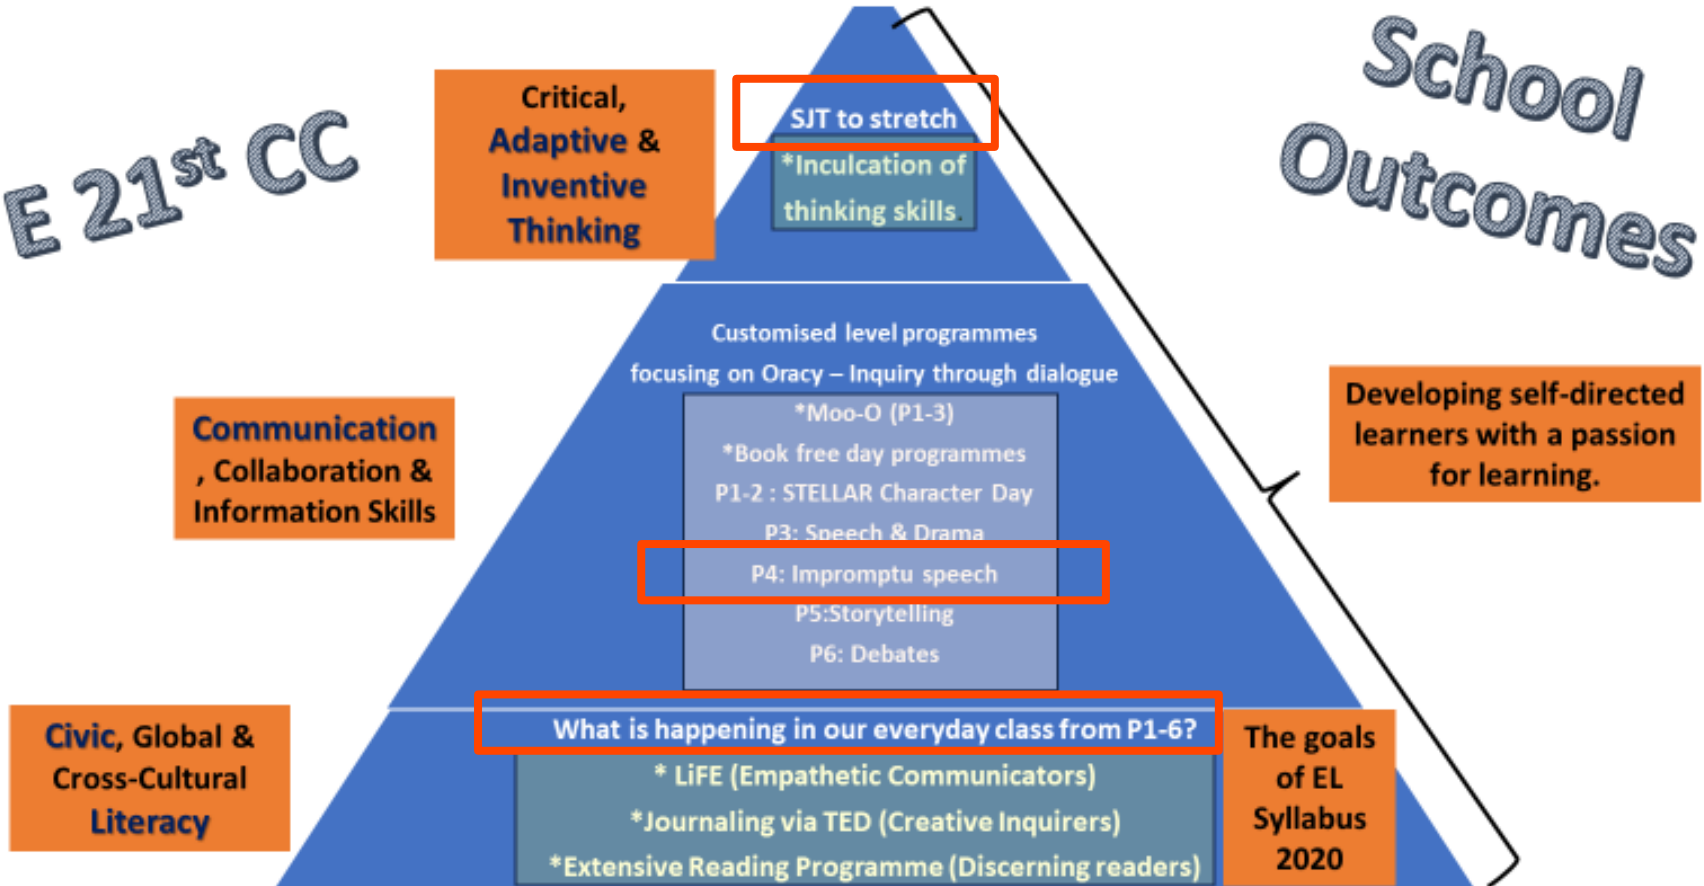 E 21st CC
School
Outcomes
Critical,
Adaptive &
Inventive
Thinking
SJT to stretch
*Inculcation of
thinking skills.
Customised level programmes
focusing on Oracy – Inquiry through dialogue
*Moo-O (P1-3)
*Book free day programmes
P1-2 : STELLAR Character Day
P3: Speech & Drama
P4: Impromptu speech
P5:Storytelling
P6: Debates
Communication
, Collaboration &
Information Skills
Developing self-directed
learners with a passion
for learning.
Civic, Global &
Cross-Cultural
Literacy
What is happening in our everyday class from P1-6?
* LiFE (Empathetic Communicators)
*Journaling via TED (Creative Inquirers)
*Extensive Reading Programme (Discerning readers)
The goals
of EL
Syllabus
2020